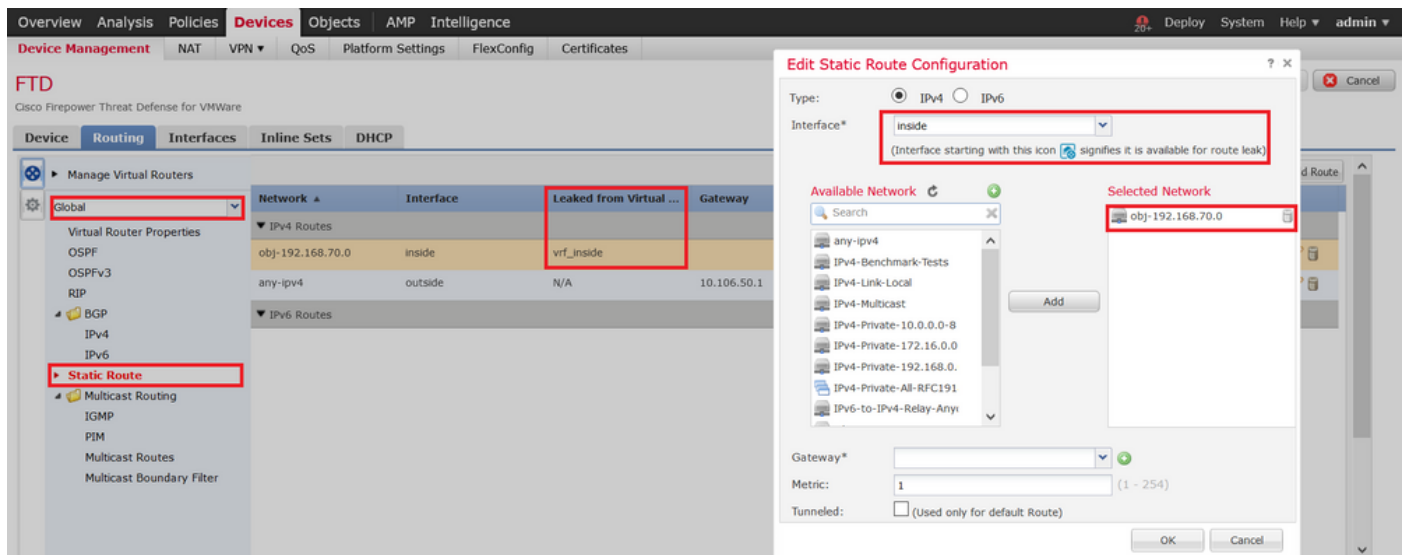 Overview Analysis Policies Devices Objects AMP Intelligence 20+ Deploy System Help admin
Device Management NAT VPN QoS Platform Settings FlexConfig Certificates
FTD
Cisco Firepower Threat Defense for VMWare
Cancel
Device Routing Interfaces Inline Sets DHCP
Manage Virtual Routers
Global
Virtual Router Properties
OSPF
OSPFv3
RIP
BGP
IPv4
IPv6
Static Route
Multicast Routing
IGMP
PIM
Multicast Routes
Multicast Boundary Filter
d Route
Network Interface Leaked from Virtual ... Gateway
IPv4 Routes
obj-192.168.70.0 inside vrf_inside
any-ipv4 outside N/A 10.106.50.1
IPv6 Routes
Edit Static Route Configuration ?
Type: IPv4 IPv6
Interface* inside
(Interface starting with this icon signifies it is available for route leak)
Available Network
Search
any-ipv4
IPv4-Benchmark-Tests
IPv4-Link-Local
IPv4-Multicast
IPv4-Private-10.0.0.0-8
IPv4-Private-172.16.0.0
IPv4-Private-192.168.0.
IPv4-Private-All-RFC191
IPv6-to-IPv4-Relay-Any
Add
Selected Network
obj-192.168.70.0
Gateway*
Metric: 1 (1 - 254)
Tunneled: (Used only for default Route)
OK Cancel